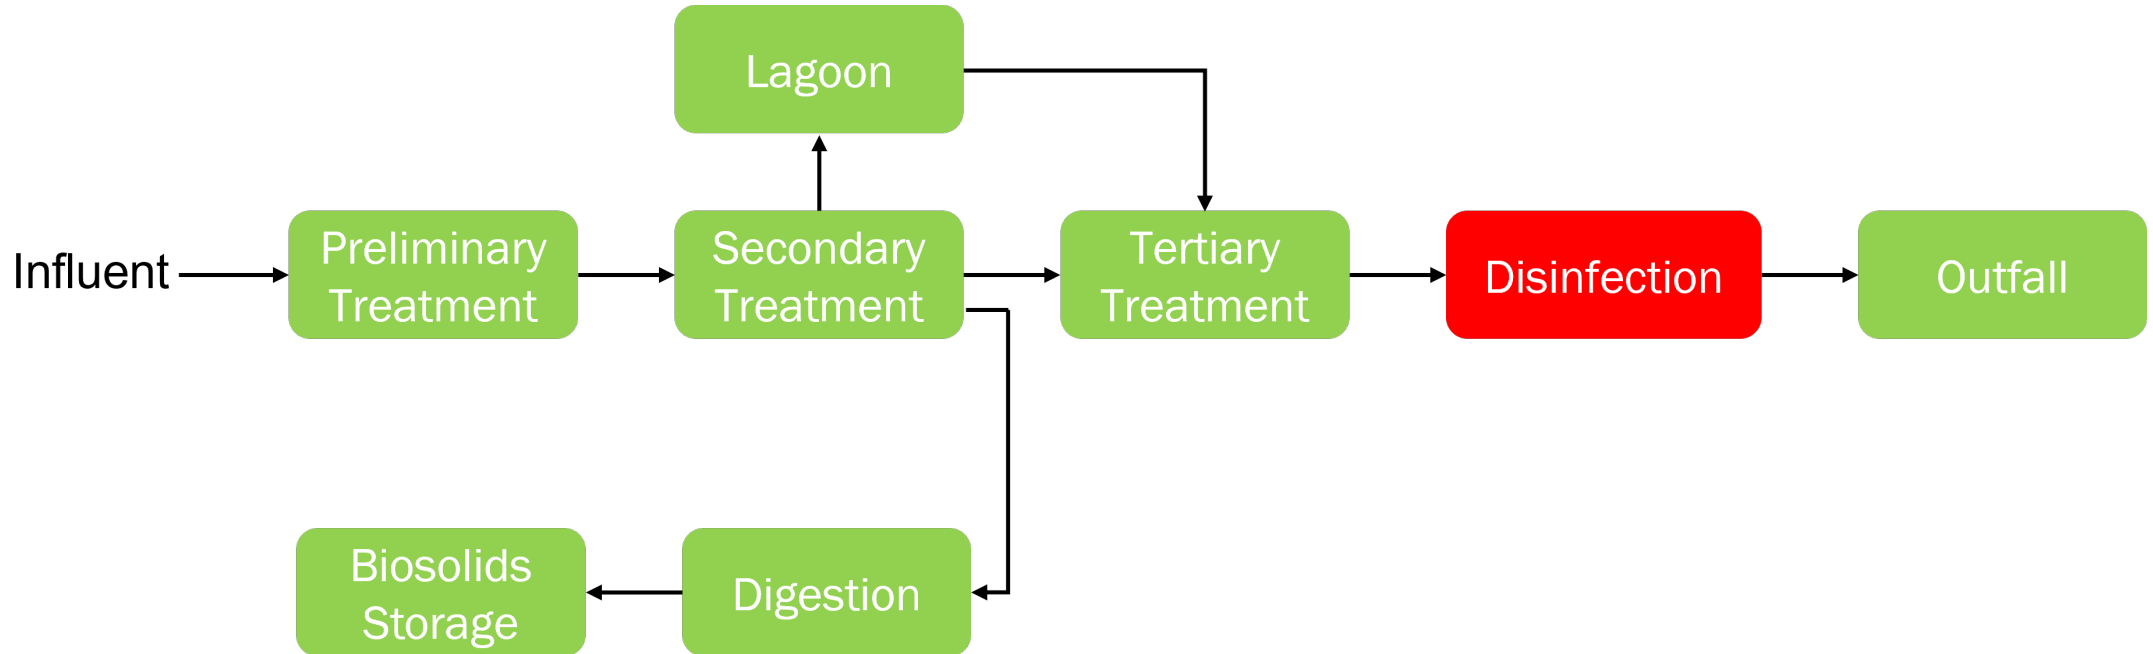 Lagoon
Influent
Preliminary
Treatment
Secondary
Treatment
Tertiary
Treatment
Disinfection
Outfall
Biosolids
Storage
Digestion